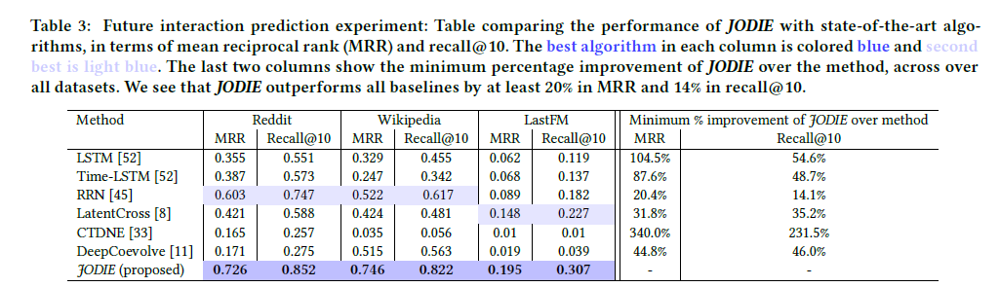 Table 3: Future interaction prediction experiment: Table comparing the performance of JODIE with state-of-the-art algo-
rithms, in terms of mean reciprocal rank (MRR) and recall@10. The best algorithm in each column is colored blue and second
best is light blue. The last two columns show the minimum percentage improvement of JODIE over the method, across over
all datasets. We see that JODIE outperforms all baselines by at least 20% in MRR and 14% in recall@10.
Method Reddit Wikipedia LastFM Minimum % improvement of JODIE over method
MRR Recall@10 MRR Recall@10 MRR Recall@10 MRR Recall@10
LSTM [52] 0.355 0.551 0.329 0.455 0.062 0.119 104.5% 54.6%
Time-LSTM [52] 0.387 0.573 0.247 0.342 0.068 0.137 87.6% 48.7%
RRN [45] 0.603 0.747 0.522 0.617 0.089 0.182 20.4% 14.1%
LatentCross [8] 0.421 0.588 0.424 0.481 0.148 0.227 31.8% 35.2%
CTDNE [33] 0.165 0.257 0.035 0.056 0.01 0.01 340.0% 231.5%
DeepCoevolve [11] 0.171 0.275 0.515 0.563 0.019 0.039 44.8% 46.0%
JODIE (proposed) 0.726 0.852 0.746 0.822 0.195 0.307 - -